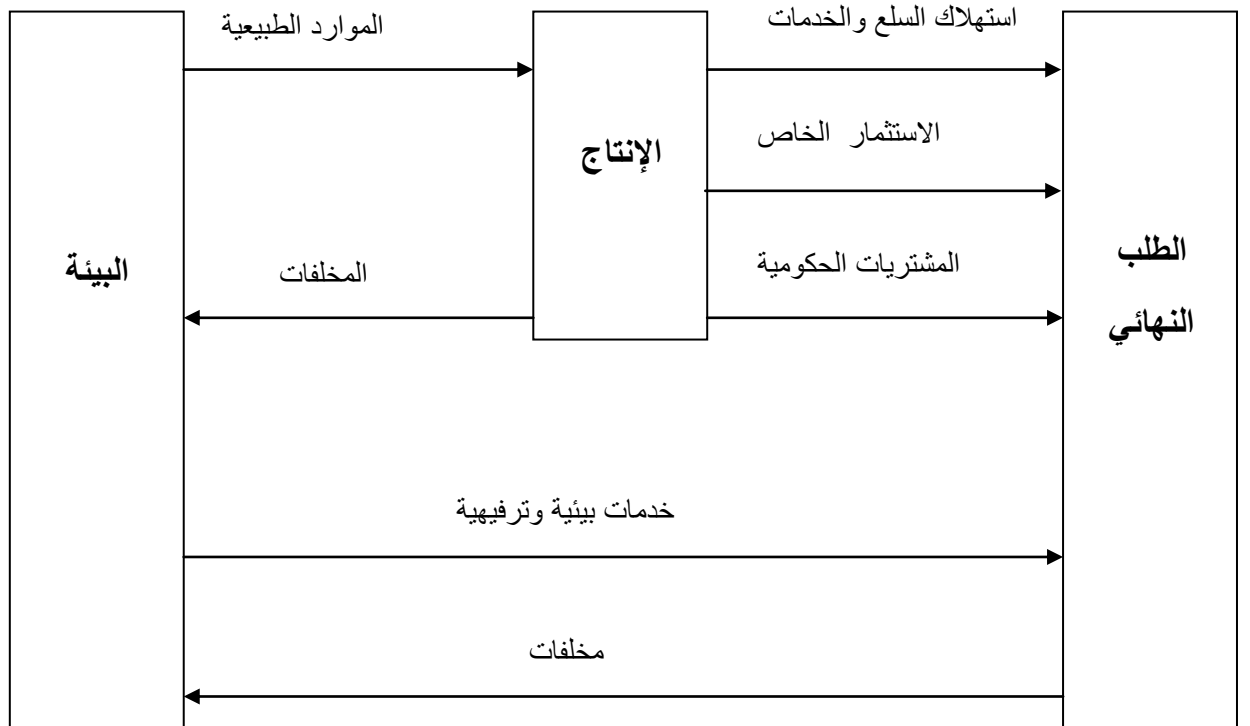 استهلاك السلع والخدمات
الموارد الطبيعية
الاستثمار الخاص
الإنتاج
الطلب
النهائي
المشتريات الحكومية
المخلفات
البيئة
خدمات بيئية وترفيهية
مخلفات